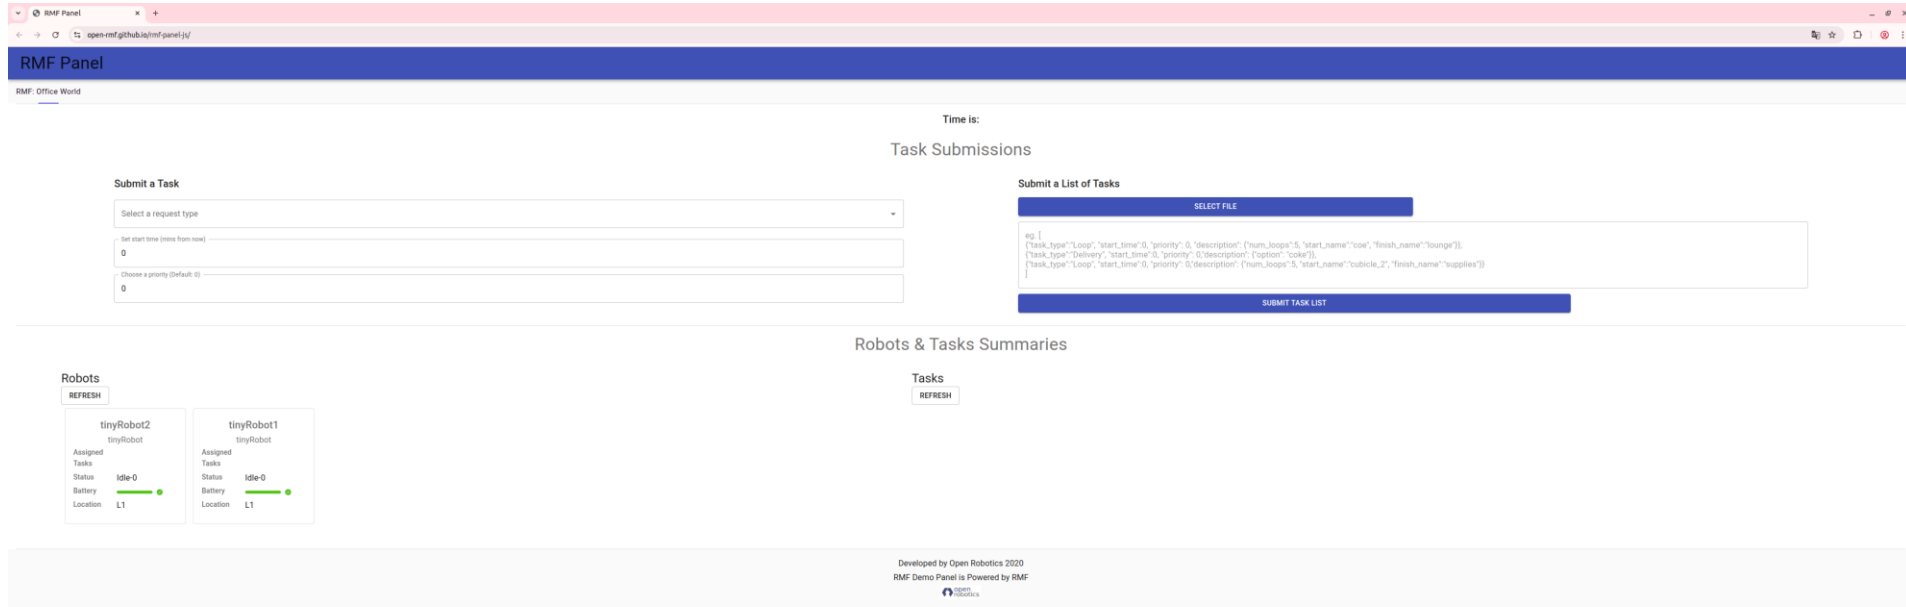 RMF Panel
open-rmf.github.io/rmf-panel-js/
RMF Panel
RMF: Office World
Time is:
Task Submissions
Submit a Task
Select a request type
Set start time (mins from now)
0
Choose a priority (Default: 0)
0
Submit a List of Tasks
SELECT FILE
eg. [
{"task_type":"Loop", "start_time":0, "priority": 0, "description": {"num_loops":5, "start_name":"coe", "finish_name":"lounge"}},
{"task_type":"Delivery", "start_time":0, "priority": 0,"description": {"option": "coke"}},
{"task_type":"Loop", "start_time":0, "priority": 0,"description": {"num_loops":5, "start_name":"cubicle_2", "finish_name":"supplies"}}
]
SUBMIT TASK LIST
Robots & Tasks Summaries
Robots
REFRESH
tinyRobot2
tinyRobot
Assigned
Tasks
Status Idle-0
Battery
Location L1
tinyRobot1
tinyRobot
Assigned
Tasks
Status Idle-0
Battery
Location L1
Tasks
REFRESH
Developed by Open Robotics 2020
RMF Demo Panel is Powered by RMF
open
robotics